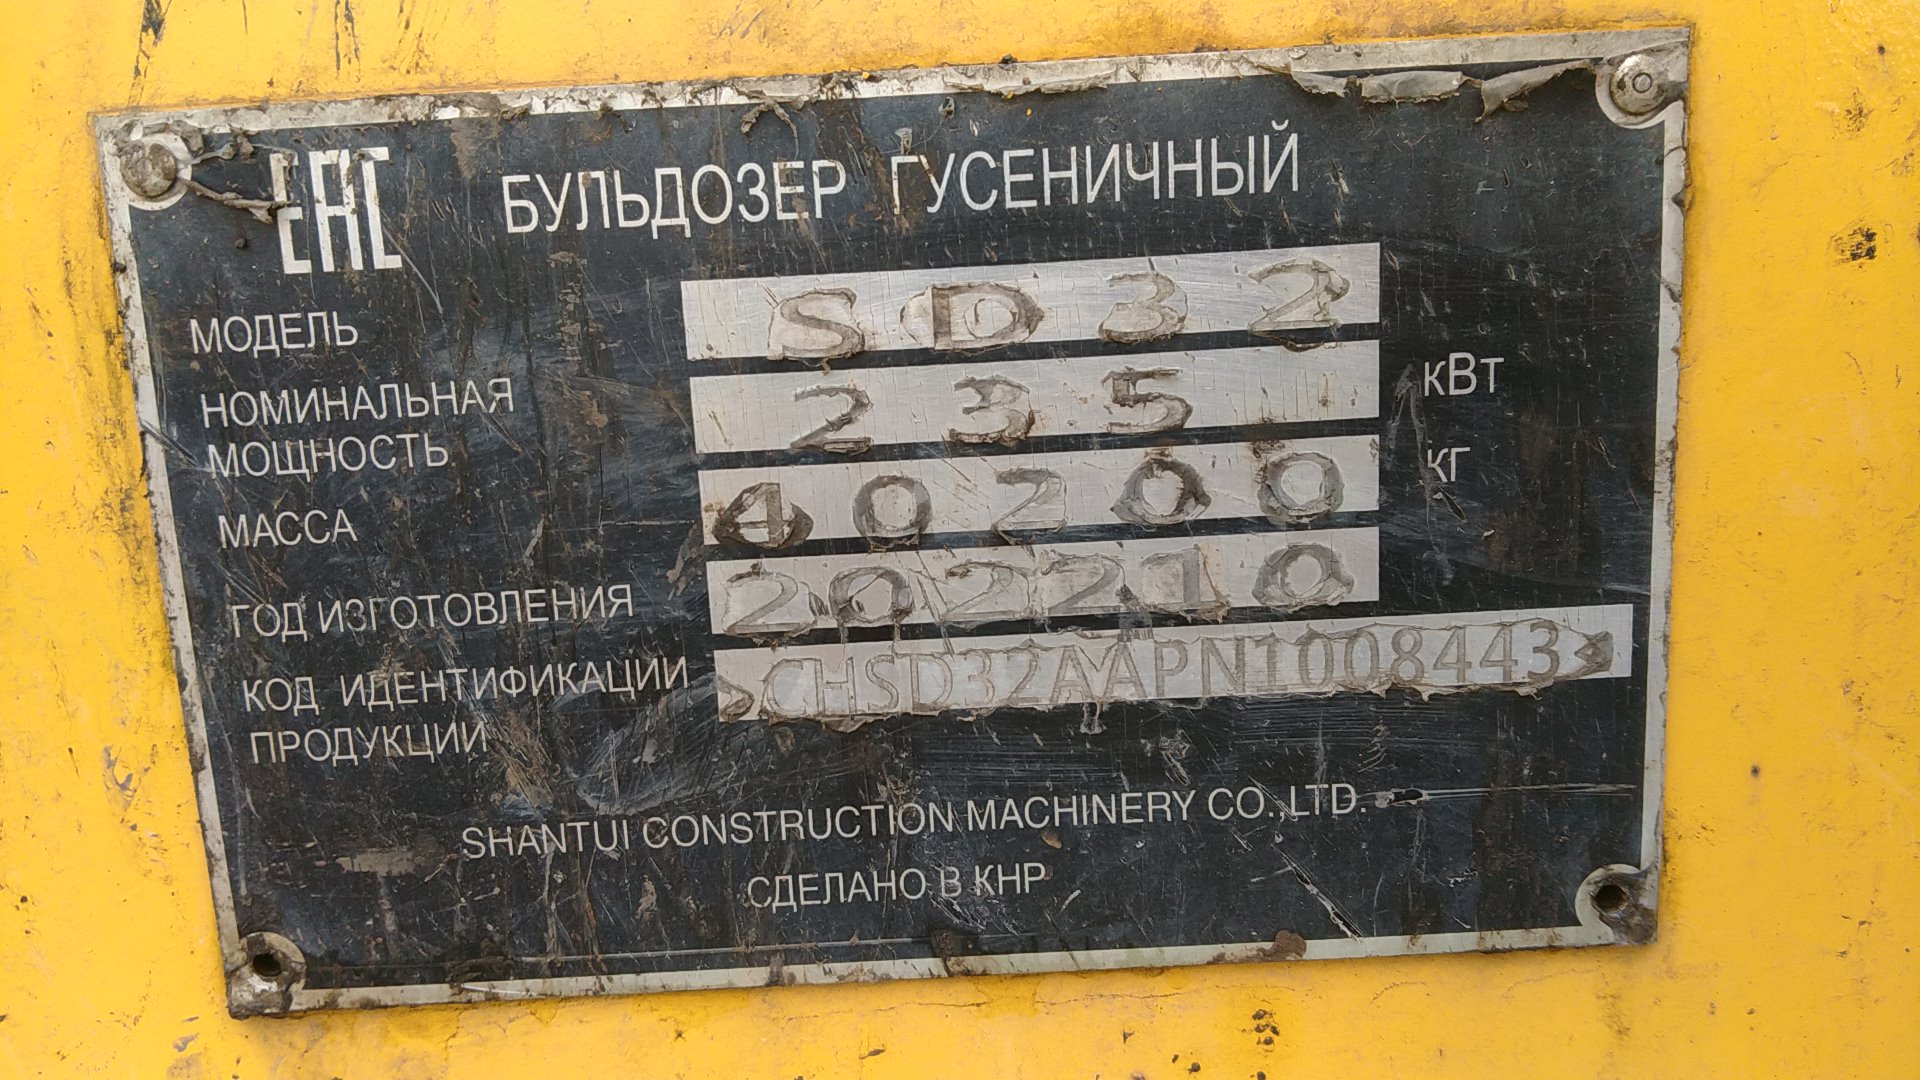 ЕАС БУЛЬДОЗЕР ГУСЕНИЧНЫЙ
МОДЕЛЬ SD32
НОМИНАЛЬНАЯ
МОЩНОСТЬ 235 кВт
МАССА 40200 кг
ГОД ИЗГОТОВЛЕНИЯ 202210
КОД ИДЕНТИФИКАЦИИ
ПРОДУКЦИИ >CHSD32AAPN1008443<
SHANTUI CONSTRUCTION MACHINERY CO.,LTD.
СДЕЛАНО В КНР